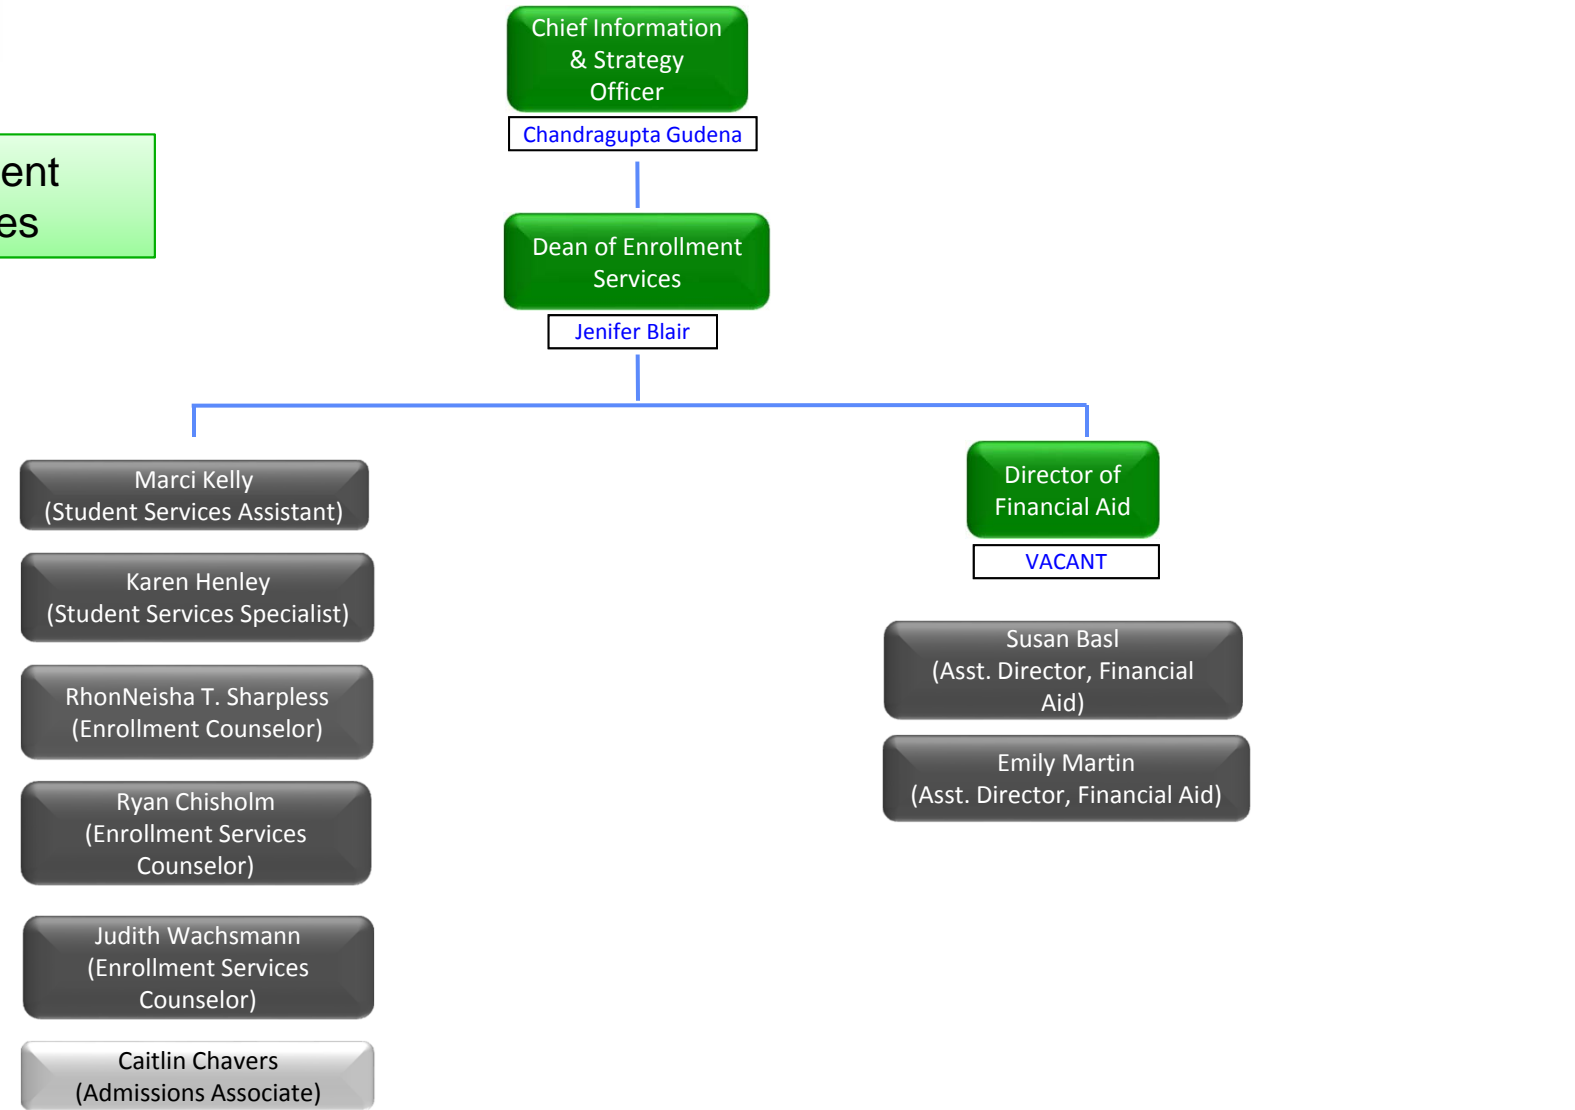 Chief Information
& Strategy
Officer
Chandragupta Gudena
ent
es
Dean of Enrollment
Services
Jenifer Blair
Marci Kelly
(Student Services Assistant)
Karen Henley
(Student Services Specialist)
RhonNeisha T. Sharpless
(Enrollment Counselor)
Ryan Chisholm
(Enrollment Services
Counselor)
Judith Wachsmann
(Enrollment Services
Counselor)
Caitlin Chavers
(Admissions Associate)
Director of
Financial Aid
VACANT
Susan Basl
(Asst. Director, Financial
Aid)
Emily Martin
(Asst. Director, Financial Aid)